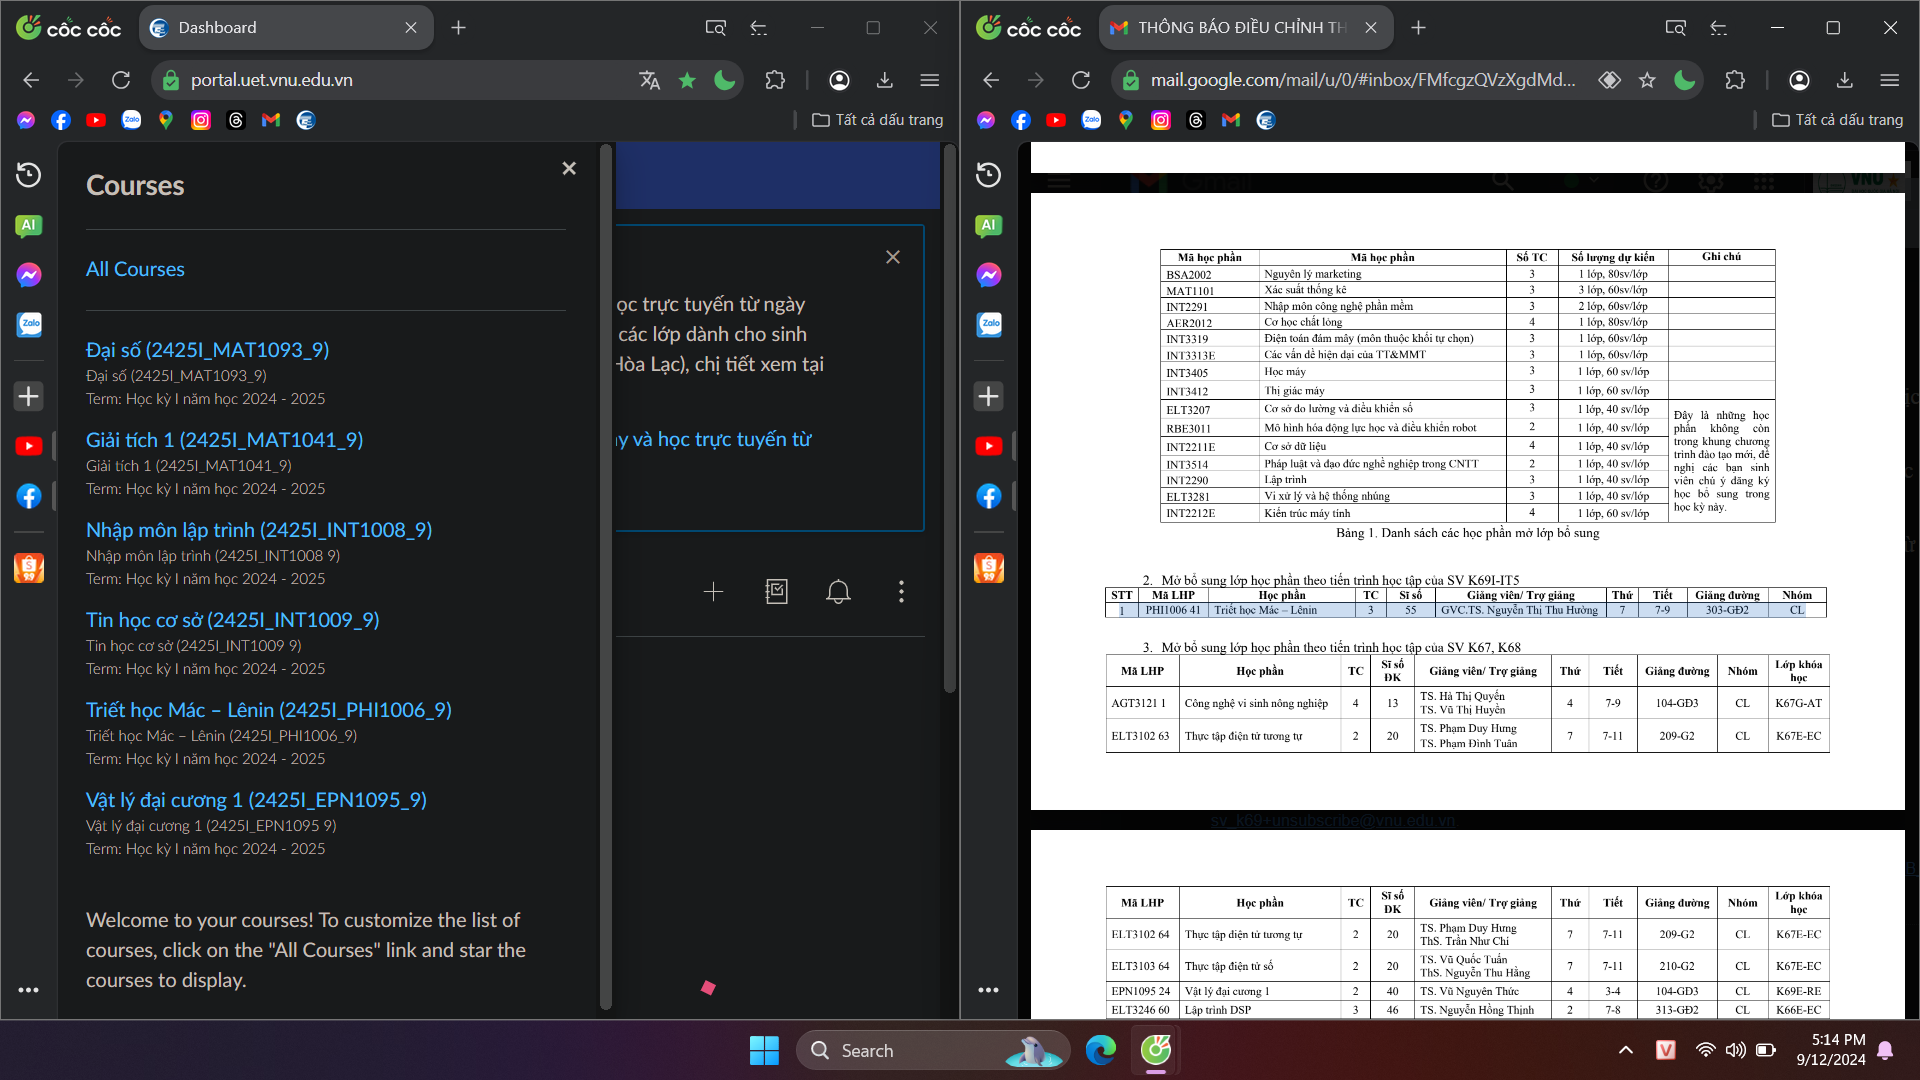 cốc cốc
Dashboard
portal.uet.vnu.edu.vn
Zalo
Tất cả dấu trang
AI
Zalo
Courses
All Courses
Đại số (2425I_MAT1093_9)
Đại số (2425I_MAT1093_9)
Term: Học kỳ I năm học 2024 - 2025
Giải tích 1 (2425I_MAT1041_9)
Giải tích 1 (2425I_MAT1041_9)
Term: Học kỳ I năm học 2024 - 2025
Nhập môn lập trình (2425I_INT1008_9)
Nhập môn lập trình (2425I_INT1008 9)
Term: Học kỳ I năm học 2024 - 2025
Tin học cơ sở (2425I_INT1009_9)
Tin học cơ sở (2425I_INT1009 9)
Term: Học kỳ I năm học 2024 - 2025
Triết học Mác – Lênin (2425I_PHI1006_9)
Triết học Mác – Lênin (2425I_PHI1006_9)
Term: Học kỳ I năm học 2024 - 2025
Vật lý đại cương 1 (2425I_EPN1095_9)
Vật lý đại cương 1 (2425I_EPN1095 9)
Term: Học kỳ I năm học 2024 - 2025
Welcome to your courses! To customize the list of
courses, click on the "All Courses" link and star the
courses to display.
ọc trực tuyến từ ngày
các lớp dành cho sinh
Hòa Lạc), chị tiết xem tại
y và học trực tuyến từ
cốc cốc
THÔNG BÁO ĐIỀU CHỈNH TH
mail.google.com/mail/u/0/#inbox/FMfcgzQVzXgdMd...
Zalo
Tất cả dấu trang
AI
Zalo
Mã học phần Mã học phần Số TC Số lượng dự kiến Ghi chú
BSA2002 Nguyên lý marketing 3 1 lớp, 80sv/lớp
MAT1101 Xác suất thống kê 3 3 lớp, 60sv/lớp
INT2291 Nhập môn công nghệ phần mềm 3 2 lớp, 60sv/lớp
AER2012 Cơ học chất lỏng 4 1 lớp, 80sv/lớp
INT3319 Điện toán đám mây (môn thuộc khối tự chọn) 3 1 lớp, 60sv/lớp
INT3313E Các vấn đề hiện đại của TT&MMT 3 1 lớp, 60sv/lớp
INT3405 Học máy 3 1 lớp, 60 sv/lớp
INT3412 Thị giác máy 3 1 lớp, 60 sv/lớp
ELT3207 Cơ sở đo lường và điều khiển số 3 1 lớp, 40 sv/lớp
RBE3011 Mô hình hóa động lực học và điều khiển robot 2 1 lớp, 40 sv/lớp
INT2211E Cơ sở dữ liệu 4 1 lớp, 40 sv/lớp
INT3514 Pháp luật và đạo đức nghề nghiệp trong CNTT 2 1 lớp, 40 sv/lớp
INT2290 Lập trình 3 1 lớp, 40 sv/lớp
ELT3281 Vi xử lý và hệ thống nhúng 3 1 lớp, 40 sv/lớp
INT2212E Kiến trúc máy tính 4 1 lớp, 60 sv/lớp
Đây là những học
phần không còn
trong khung chương
trình đào tạo mới, đề
nghị các bạn sinh
viên chú ý đăng ký
học bổ sung trong
học kỳ này.
Bảng 1. Danh sách các học phần mở lớp bổ sung
2. Mở bổ sung lớp học phần theo tiến trình học tập của SV K69I-IT5
STT Mã LHP Học phần TC Sĩ số Giảng viên/ Trợ giảng Thứ Tiết Giảng đường Nhóm
1 PHI1006 41 Triết học Mác – Lênin 3 55 GVC.TS. Nguyễn Thị Thu Hường 7 7-9 303-GĐ2 CL
3. Mở bổ sung lớp học phần theo tiến trình học tập của SV K67, K68
Mã LHP Học phần TC Sĩ số ĐK Giảng viên/ Trợ giảng Thứ Tiết Giảng đường Nhóm Lớp khóa học
AGT3121 1 Công nghệ vi sinh nông nghiệp 4 13 TS. Hà Thị Quyến TS. Vũ Thị Huyền 4 7-9 104-GĐ3 CL K67G-AT
ELT3102 63 Thực tập điện tử tương tự 2 20 TS. Phạm Duy Hưng TS. Phạm Đình Tuân 7 7-11 209-G2 CL K67E-EC
sv_k69+unsubscribe@vnu.edu.vn
Mã LHP Học phần TC Sĩ số ĐK Giảng viên/ Trợ giảng Thứ Tiết Giảng đường Nhóm Lớp khóa học
ELT3102 64 Thực tập điện tử tương tự 2 20 TS. Phạm Duy Hưng ThS. Trần Như Chí 7 7-11 209-G2 CL K67E-EC
ELT3103 64 Thực tập điện tử số 2 20 TS. Vũ Quốc Tuấn ThS. Nguyễn Thu Hằng 7 7-11 210-G2 CL K67E-EC
EPN1095 24 Vật lý đại cương 1 2 40 TS. Vũ Nguyên Thức 4 3-4 104-GĐ3 CL K69E-RE
ELT3246 60 Lập trình DSP 3 46 TS. Nguyễn Hồng Thịnh 2 7-8 313-GĐ2 CL K66E-EC
Search
V
5:14 PM
9/12/2024